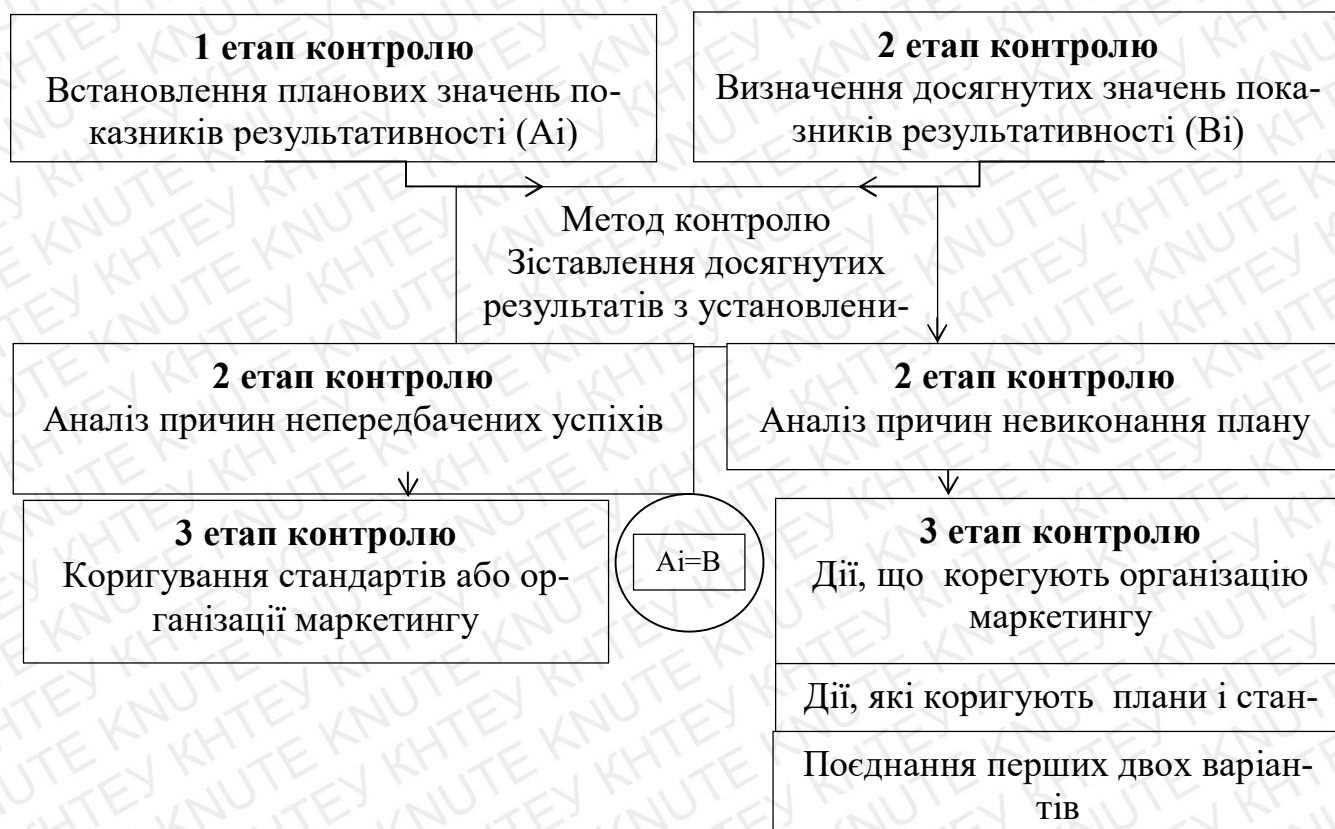 1 етап контролю
Встановлення планових значень по-
казників результативності (Аі)
2 етап контролю
Визначення досягнутих значень пока-
зників результативності (Ві)
Метод контролю
Зіставлення досягнутих
результатів з установлени-
2 етап контролю
Аналіз причин непередбачених успіхів
2 етап контролю
Аналіз причин невиконання плану
3 етап контролю
Коригування стандартів або ор-
ганізації маркетингу
Аі=В
3 етап контролю
Дії, що корегують організацію
маркетингу
Дії, які коригують плани і стан-
Поєднання перших двох варіан-
тів